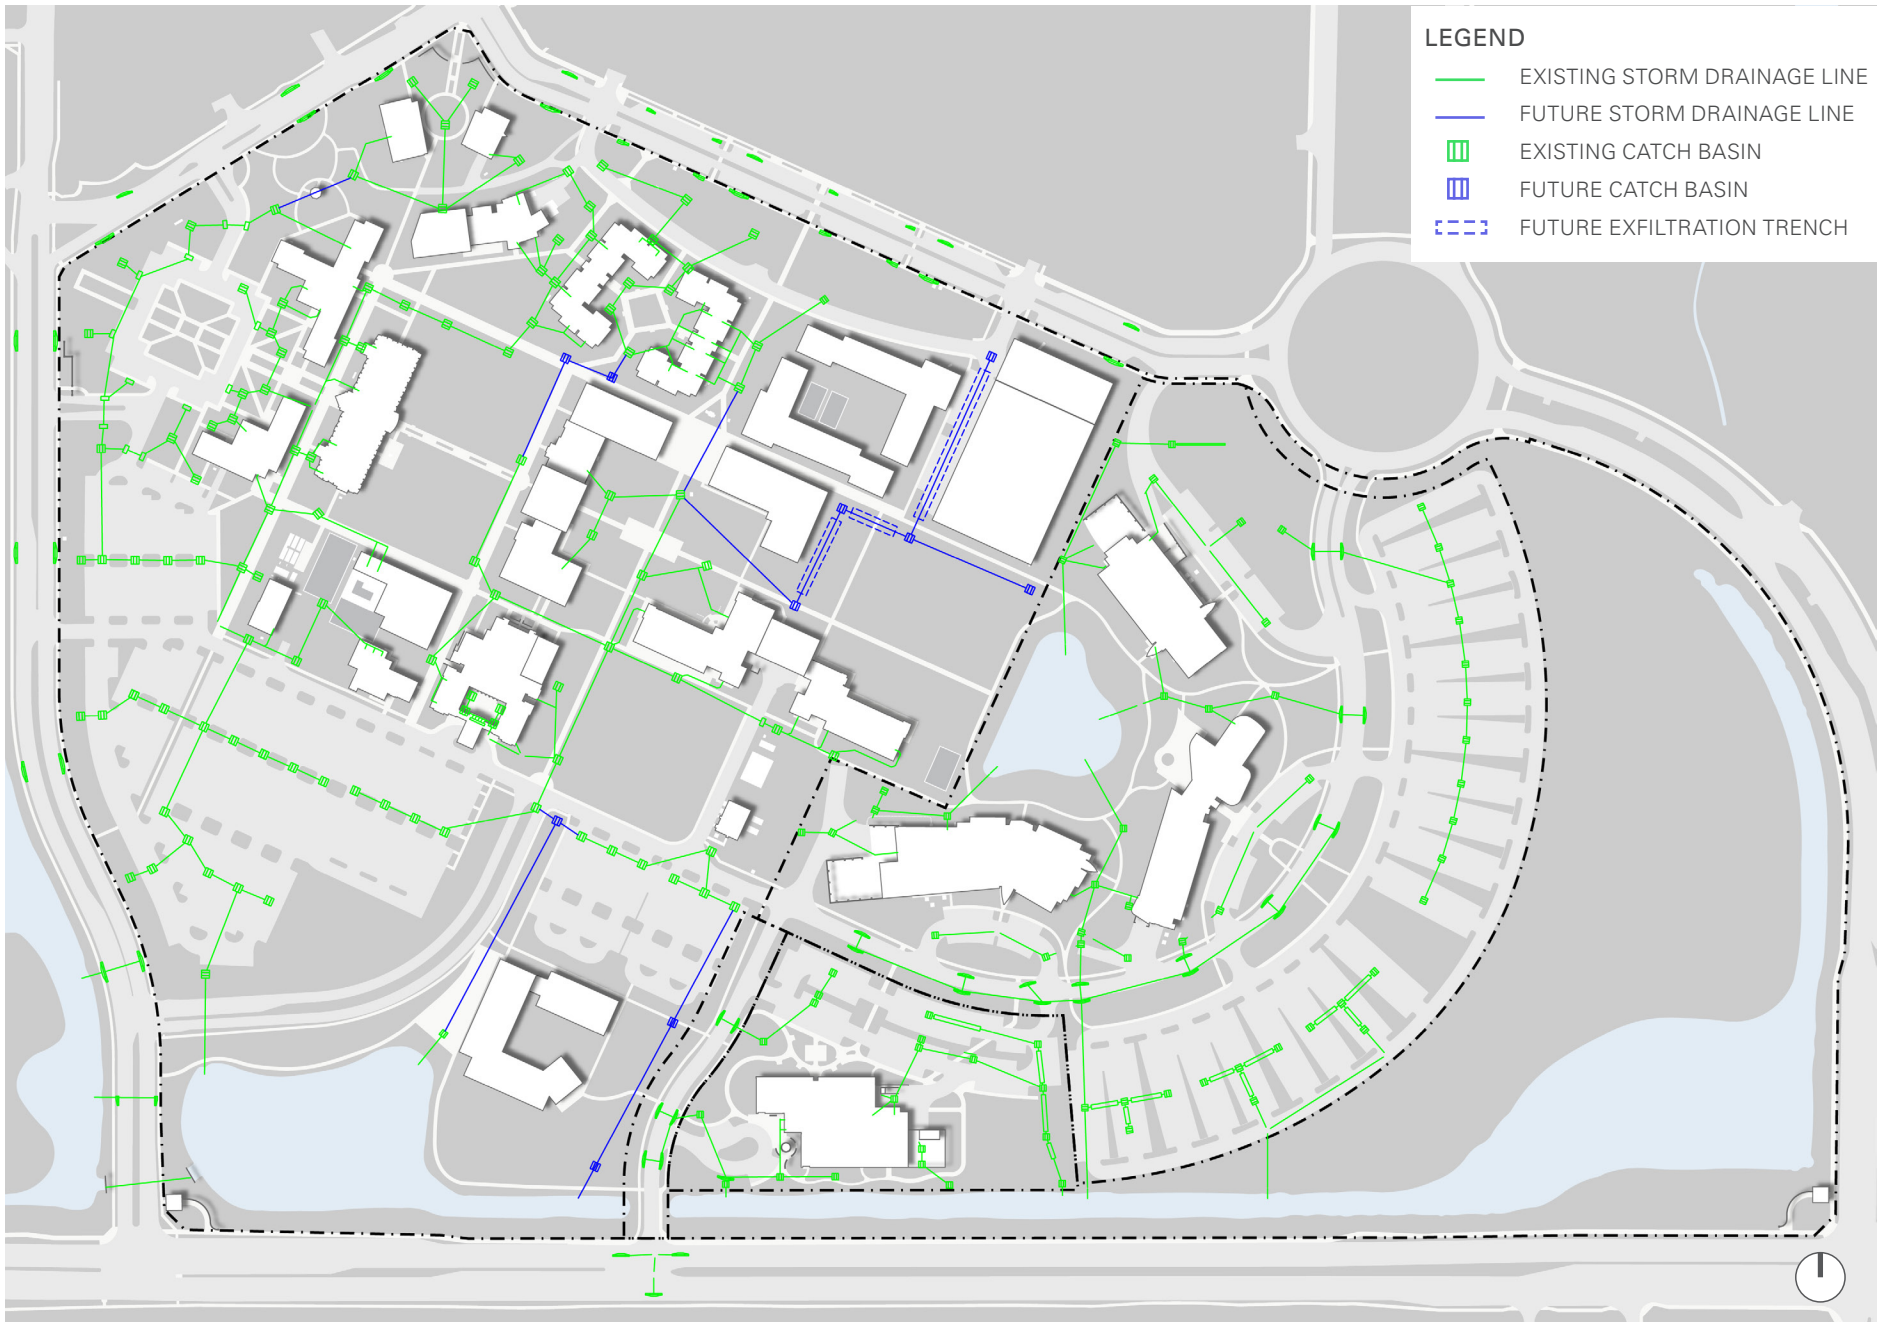 LEGEND
EXISTING STORM DRAINAGE LINE
FUTURE STORM DRAINAGE LINE
EXISTING CATCH BASIN
FUTURE CATCH BASIN
FUTURE EXFILTRATION TRENCH